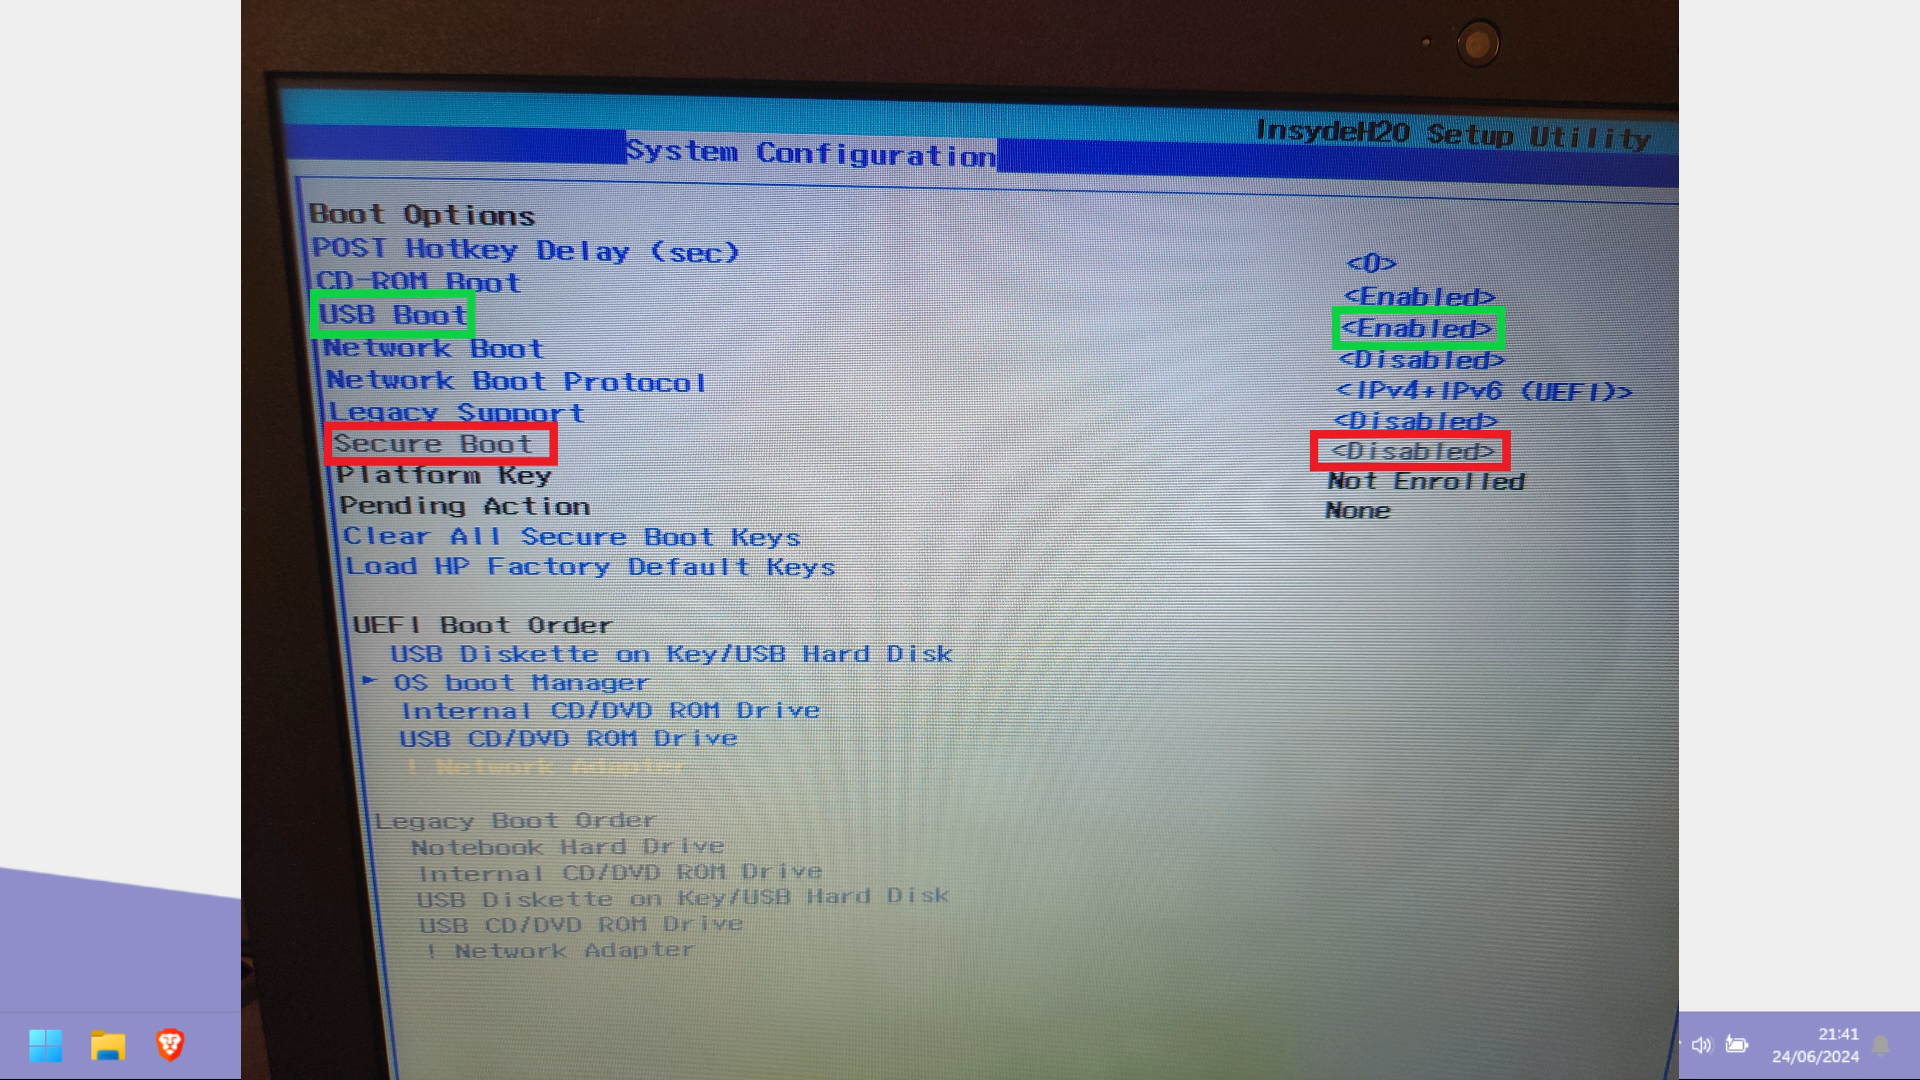 InsydeH20 Setup Utility
System Configuration
Boot Options
POST Hotkey Delay (sec) <0>
CD-ROM Boot <Enabled>
USB Boot <Enabled>
Network Boot <Disabled>
Network Boot Protocol <IPv4+IPv6 (UEFI)>
Legacy Support <Disabled>
Secure Boot <Disabled>
Platform Key Not Enrolled
Pending Action None
Clear All Secure Boot Keys
Load HP Factory Default Keys
UEFI Boot Order
USB Diskette on Key/USB Hard Disk
► OS boot Manager
Internal CD/DVD ROM Drive
USB CD/DVD ROM Drive
! Network Adapter
Legacy Boot Order
Notebook Hard Drive
Internal CD/DVD ROM Drive
USB Diskette on Key/USB Hard Disk
USB CD/DVD ROM Drive
! Network Adapter
21:41
24/06/2024